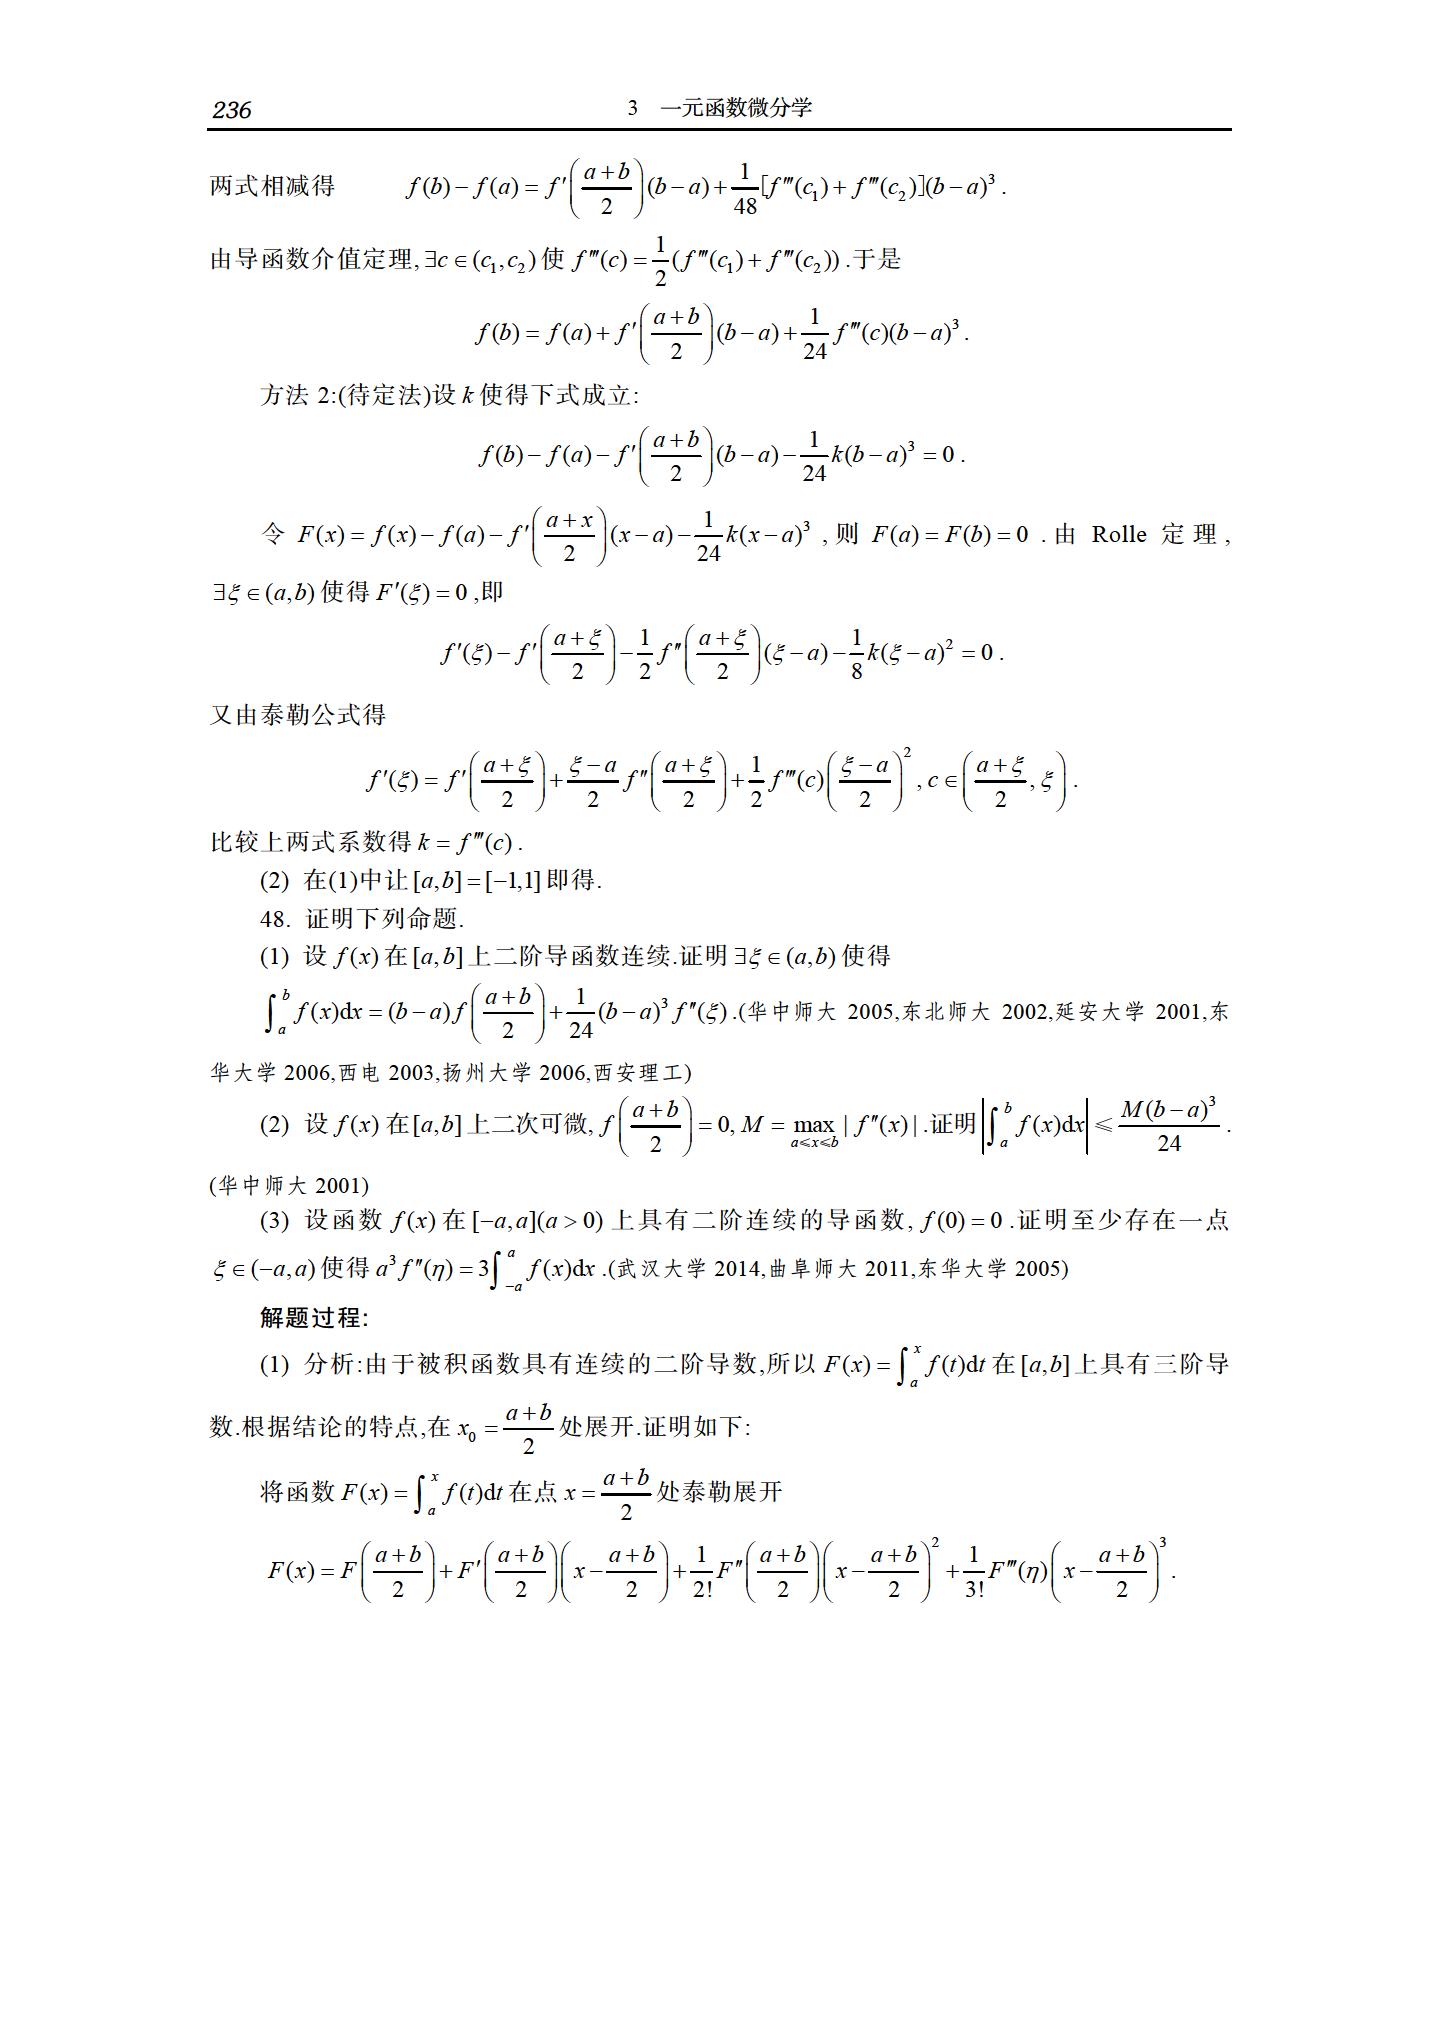 236 3 一元函数微分学
两式相减得 $f(b)-f(a)=f'\left(\frac{a+b}{2}\right)(b-a)+\frac{1}{48}[f'''(c_1)+f'''(c_2)](b-a)^3$ .
由导函数介值定理,$\exists c\in(c_1,c_2)$使 $f'''(c)=\frac{1}{2}(f'''(c_1)+f'''(c_2))$ .于是
$f(b)=f(a)+f'\left(\frac{a+b}{2}\right)(b-a)+\frac{1}{24}f'''(c)(b-a)^3$ .
方法 2:(待定法)设 $k$ 使得下式成立:
$f(b)-f(a)-f'\left(\frac{a+b}{2}\right)(b-a)-\frac{1}{24}k(b-a)^3=0$ .
令 $F(x)=f(x)-f(a)-f'\left(\frac{a+x}{2}\right)(x-a)-\frac{1}{24}k(x-a)^3$ ,则 $F(a)=F(b)=0$ .由 Rolle 定理,
$\exists\xi\in(a,b)$使得 $F'(\xi)=0$ ,即
$f'(\xi)-f'\left(\frac{a+\xi}{2}\right)-\frac{1}{2}f''\left(\frac{a+\xi}{2}\right)(\xi-a)-\frac{1}{8}k(\xi-a)^2=0$ .
又由泰勒公式得
$f'(\xi)=f'\left(\frac{a+\xi}{2}\right)+\frac{\xi-a}{2}f''\left(\frac{a+\xi}{2}\right)+\frac{1}{2}f'''(c)\left(\frac{\xi-a}{2}\right)^2,c\in\left(\frac{a+\xi}{2},\xi\right)$ .
比较上两式系数得 $k=f'''(c)$ .
(2) 在(1)中让$[a,b]=[-1,1]$即得.
48. 证明下列命题.
(1) 设 $f(x)$在$[a,b]$上二阶导函数连续.证明$\exists\xi\in(a,b)$使得
$\int_a^b f(x)\mathrm{d}x=(b-a)f\left(\frac{a+b}{2}\right)+\frac{1}{24}(b-a)^3f''(\xi)$ .(华中师大 2005,东北师大 2002,延安大学 2001,东
华大学 2006,西电 2003,扬州大学 2006,西安理工)
(2) 设 $f(x)$ 在$[a,b]$上二次可微,$f\left(\frac{a+b}{2}\right)=0,M=\max_{a\leqslant x\leqslant b}|f''(x)|$ .证明$\left|\int_a^b f(x)\mathrm{d}x\right|\leqslant\frac{M(b-a)^3}{24}$ .
(华中师大 2001)
(3) 设函数 $f(x)$在$[-a,a](a>0)$ 上具有二阶连续的导函数,$f(0)=0$ .证明至少存在一点
$\xi\in(-a,a)$使得 $a^3f''(\eta)=3\int_{-a}^a f(x)\mathrm{d}x$ .(武汉大学 2014,曲阜师大 2011,东华大学 2005)
解题过程:
(1) 分析:由于被积函数具有连续的二阶导数,所以 $F(x)=\int_a^x f(t)\mathrm{d}t$ 在$[a,b]$上具有三阶导
数.根据结论的特点,在 $x_0=\frac{a+b}{2}$处展开.证明如下:
将函数 $F(x)=\int_a^x f(t)\mathrm{d}t$ 在点 $x=\frac{a+b}{2}$处泰勒展开
$F(x)=F\left(\frac{a+b}{2}\right)+F'\left(\frac{a+b}{2}\right)\left(x-\frac{a+b}{2}\right)+\frac{1}{2!}F''\left(\frac{a+b}{2}\right)\left(x-\frac{a+b}{2}\right)^2+\frac{1}{3!}F'''(\eta)\left(x-\frac{a+b}{2}\right)^3$ .